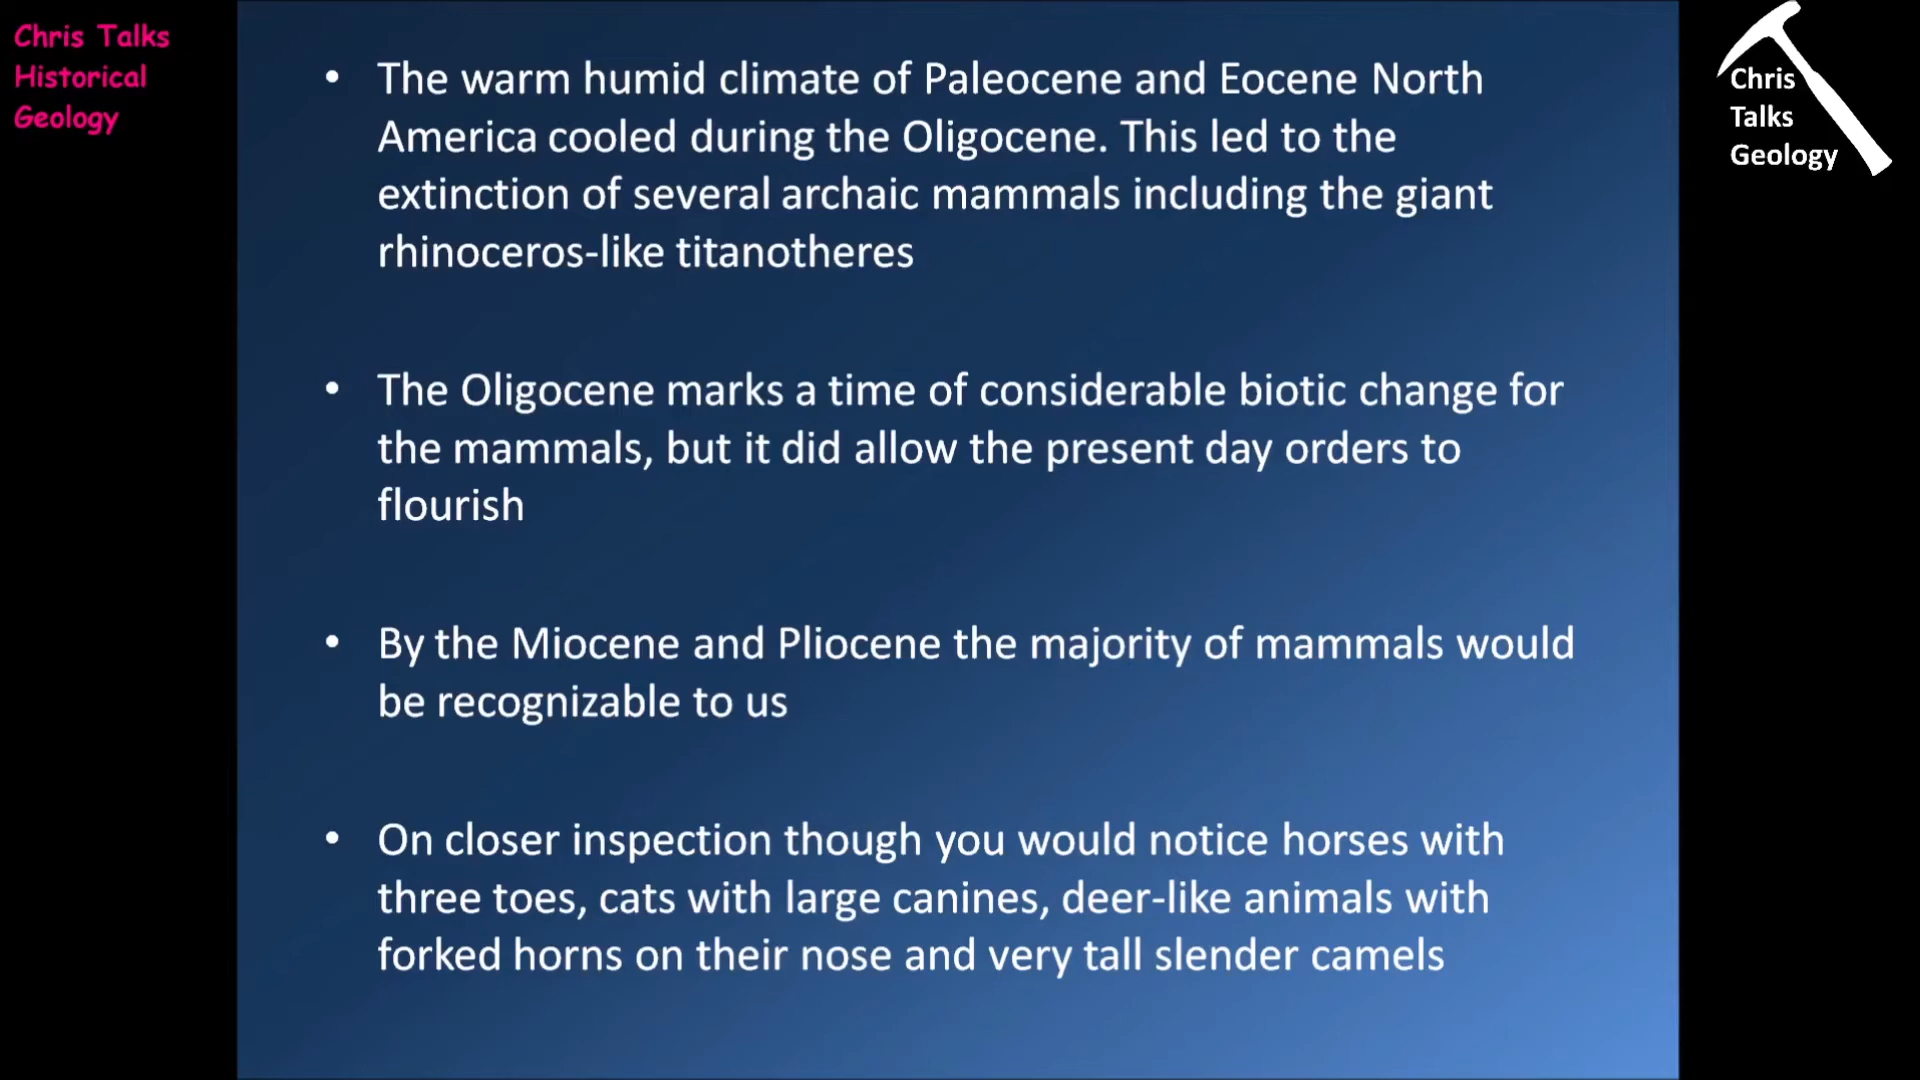 Chris Talks
Historical
Geology
Chris
Talks
Geology
• The warm humid climate of Paleocene and Eocene North
America cooled during the Oligocene. This led to the
extinction of several archaic mammals including the giant
rhinoceros-like titanotheres
• The Oligocene marks a time of considerable biotic change for
the mammals, but it did allow the present day orders to
flourish
• By the Miocene and Pliocene the majority of mammals would
be recognizable to us
• On closer inspection though you would notice horses with
three toes, cats with large canines, deer-like animals with
forked horns on their nose and very tall slender camels